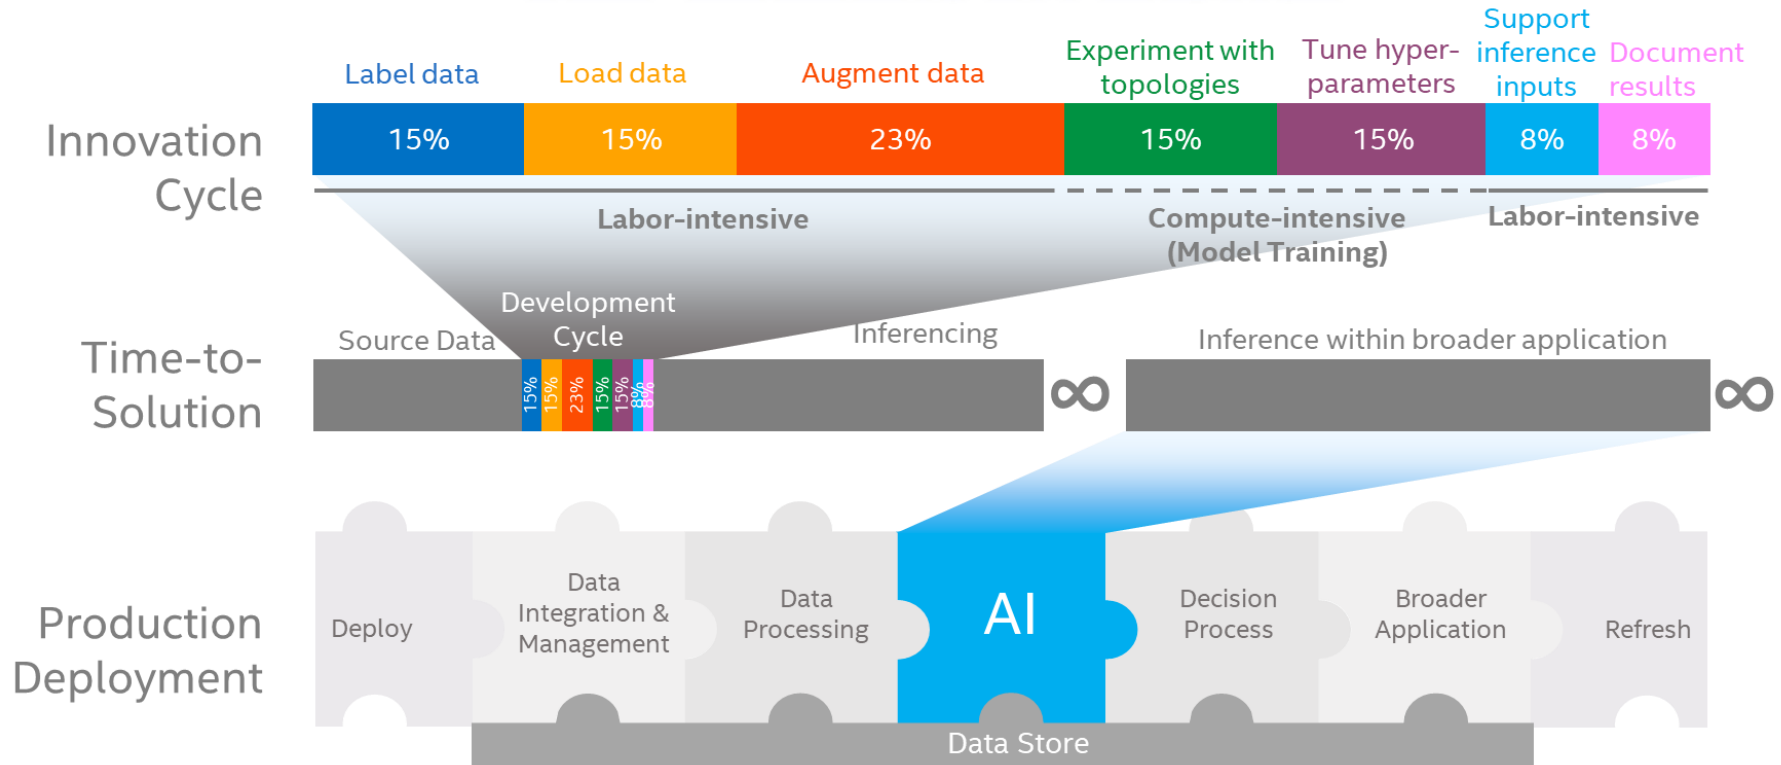 Innovation
Cycle
Label data
Load data
Augment data
Experiment with
topologies
Tune hyper-
parameters
Support
inference
inputs
Document
results
15%
15%
23%
15%
15%
8%
8%
Labor-intensive
Compute-intensive
(Model Training)
Labor-intensive
Time-to-
Solution
Source Data
Development
Cycle
Inferencing
Inference within broader application
15%
15%
23%
15%
15%
8%
8%
∞
∞
Production
Deployment
Deploy
Data
Integration &
Management
Data
Processing
AI
Decision
Process
Broader
Application
Refresh
Data Store